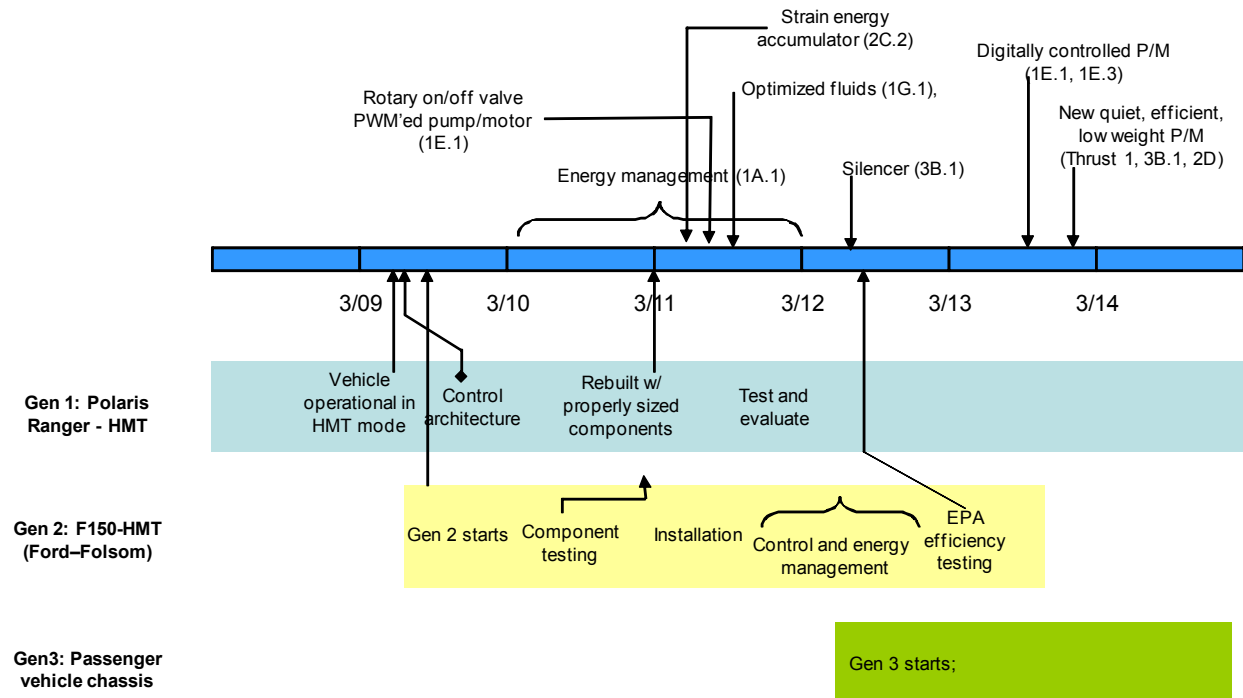 Strain energy
accumulator (2C.2)
Digitally controlled P/M
(1E.1, 1E.3)
Optimized fluids (1G.1),
Rotary on/off valve
PWM'ed pump/motor
(1E.1)
New quiet, efficient,
low weight P/M
(Thrust 1, 3B.1, 2D)
Energy management (1A.1)
Silencer (3B.1)
3/09
3/10
3/11
3/12
3/13
3/14
Gen 1: Polaris
Ranger - HMT
Vehicle
operational in
HMT mode
Control
architecture
Rebuilt w/
properly sized
components
Test and
evaluate
Gen 2: F150-HMT
(Ford–Folsom)
Gen 2 starts
Component
testing
Installation
Control and energy
management
EPA
efficiency
testing
Gen3: Passenger
vehicle chassis
Gen 3 starts;